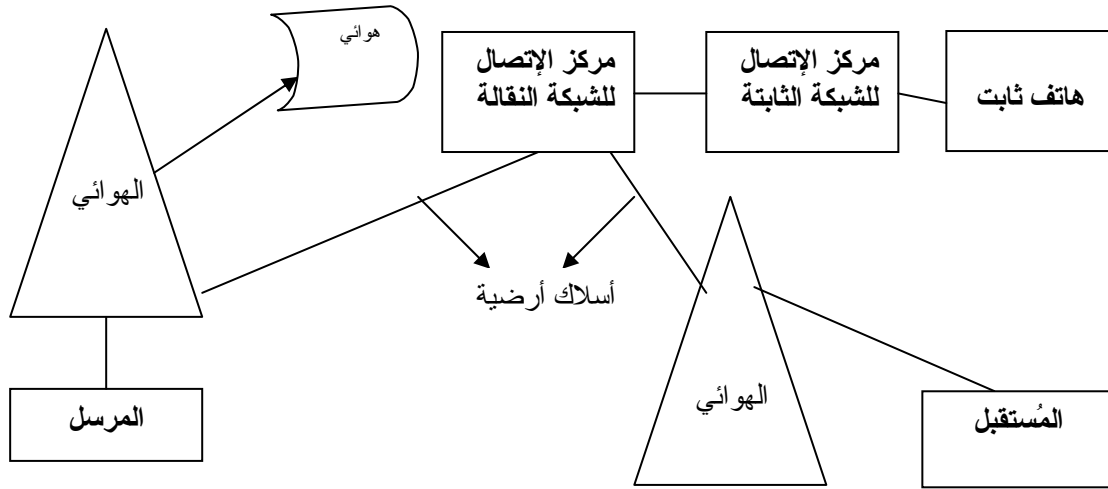 هوائي
مركز الإتصال
للشبكة النقالة
مركز الإتصال
للشبكة الثابتة
هاتف ثابت
الهوائي
أسلاك أرضية
الهوائي
المرسل
المُستقبل